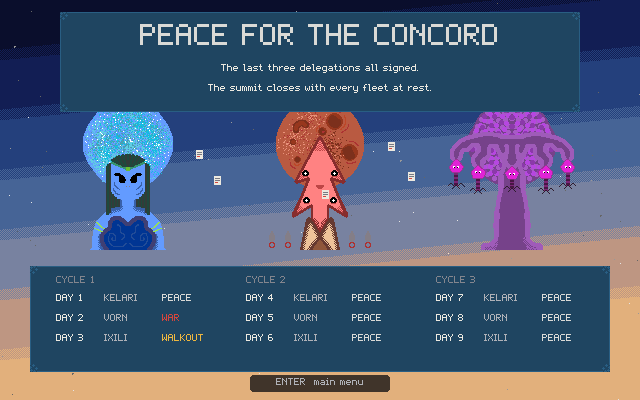 PEACE FOR THE CONCORD
The last three delegations all signed.
The summit closes with every fleet at rest.
CYCLE 1 CYCLE 2 CYCLE 3
DAY 1 KELARI PEACE DAY 4 KELARI PEACE DAY 7 KELARI PEACE
DAY 2 VORN WAR DAY 5 VORN PEACE DAY 8 VORN PEACE
DAY 3 IXILI WALKOUT DAY 6 IXILI PEACE DAY 9 IXILI PEACE
ENTER main menu